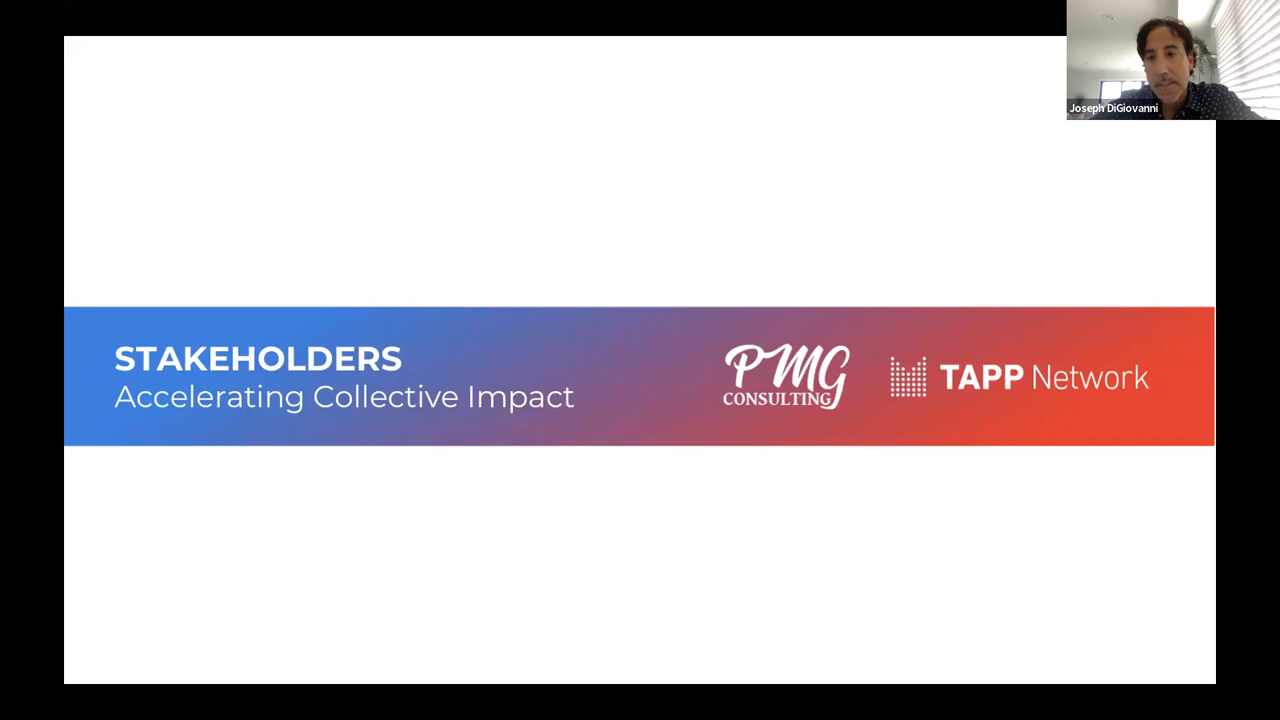 Joseph DiGiovanni
STAKEHOLDERS
Accelerating Collective Impact
PMG
CONSULTING
TAPP Network